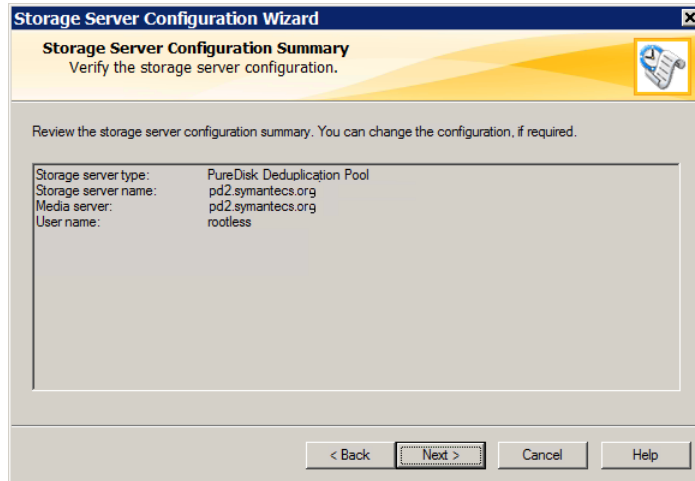 Storage Server Configuration Wizard
Storage Server Configuration Summary
Verify the storage server configuration.
Review the storage server configuration summary. You can change the configuration, if required.
Storage server type: PureDisk Deduplication Pool
Storage server name: pd2.symantecs.org
Media server: pd2.symantecs.org
User name: rootless
< Back Next > Cancel Help